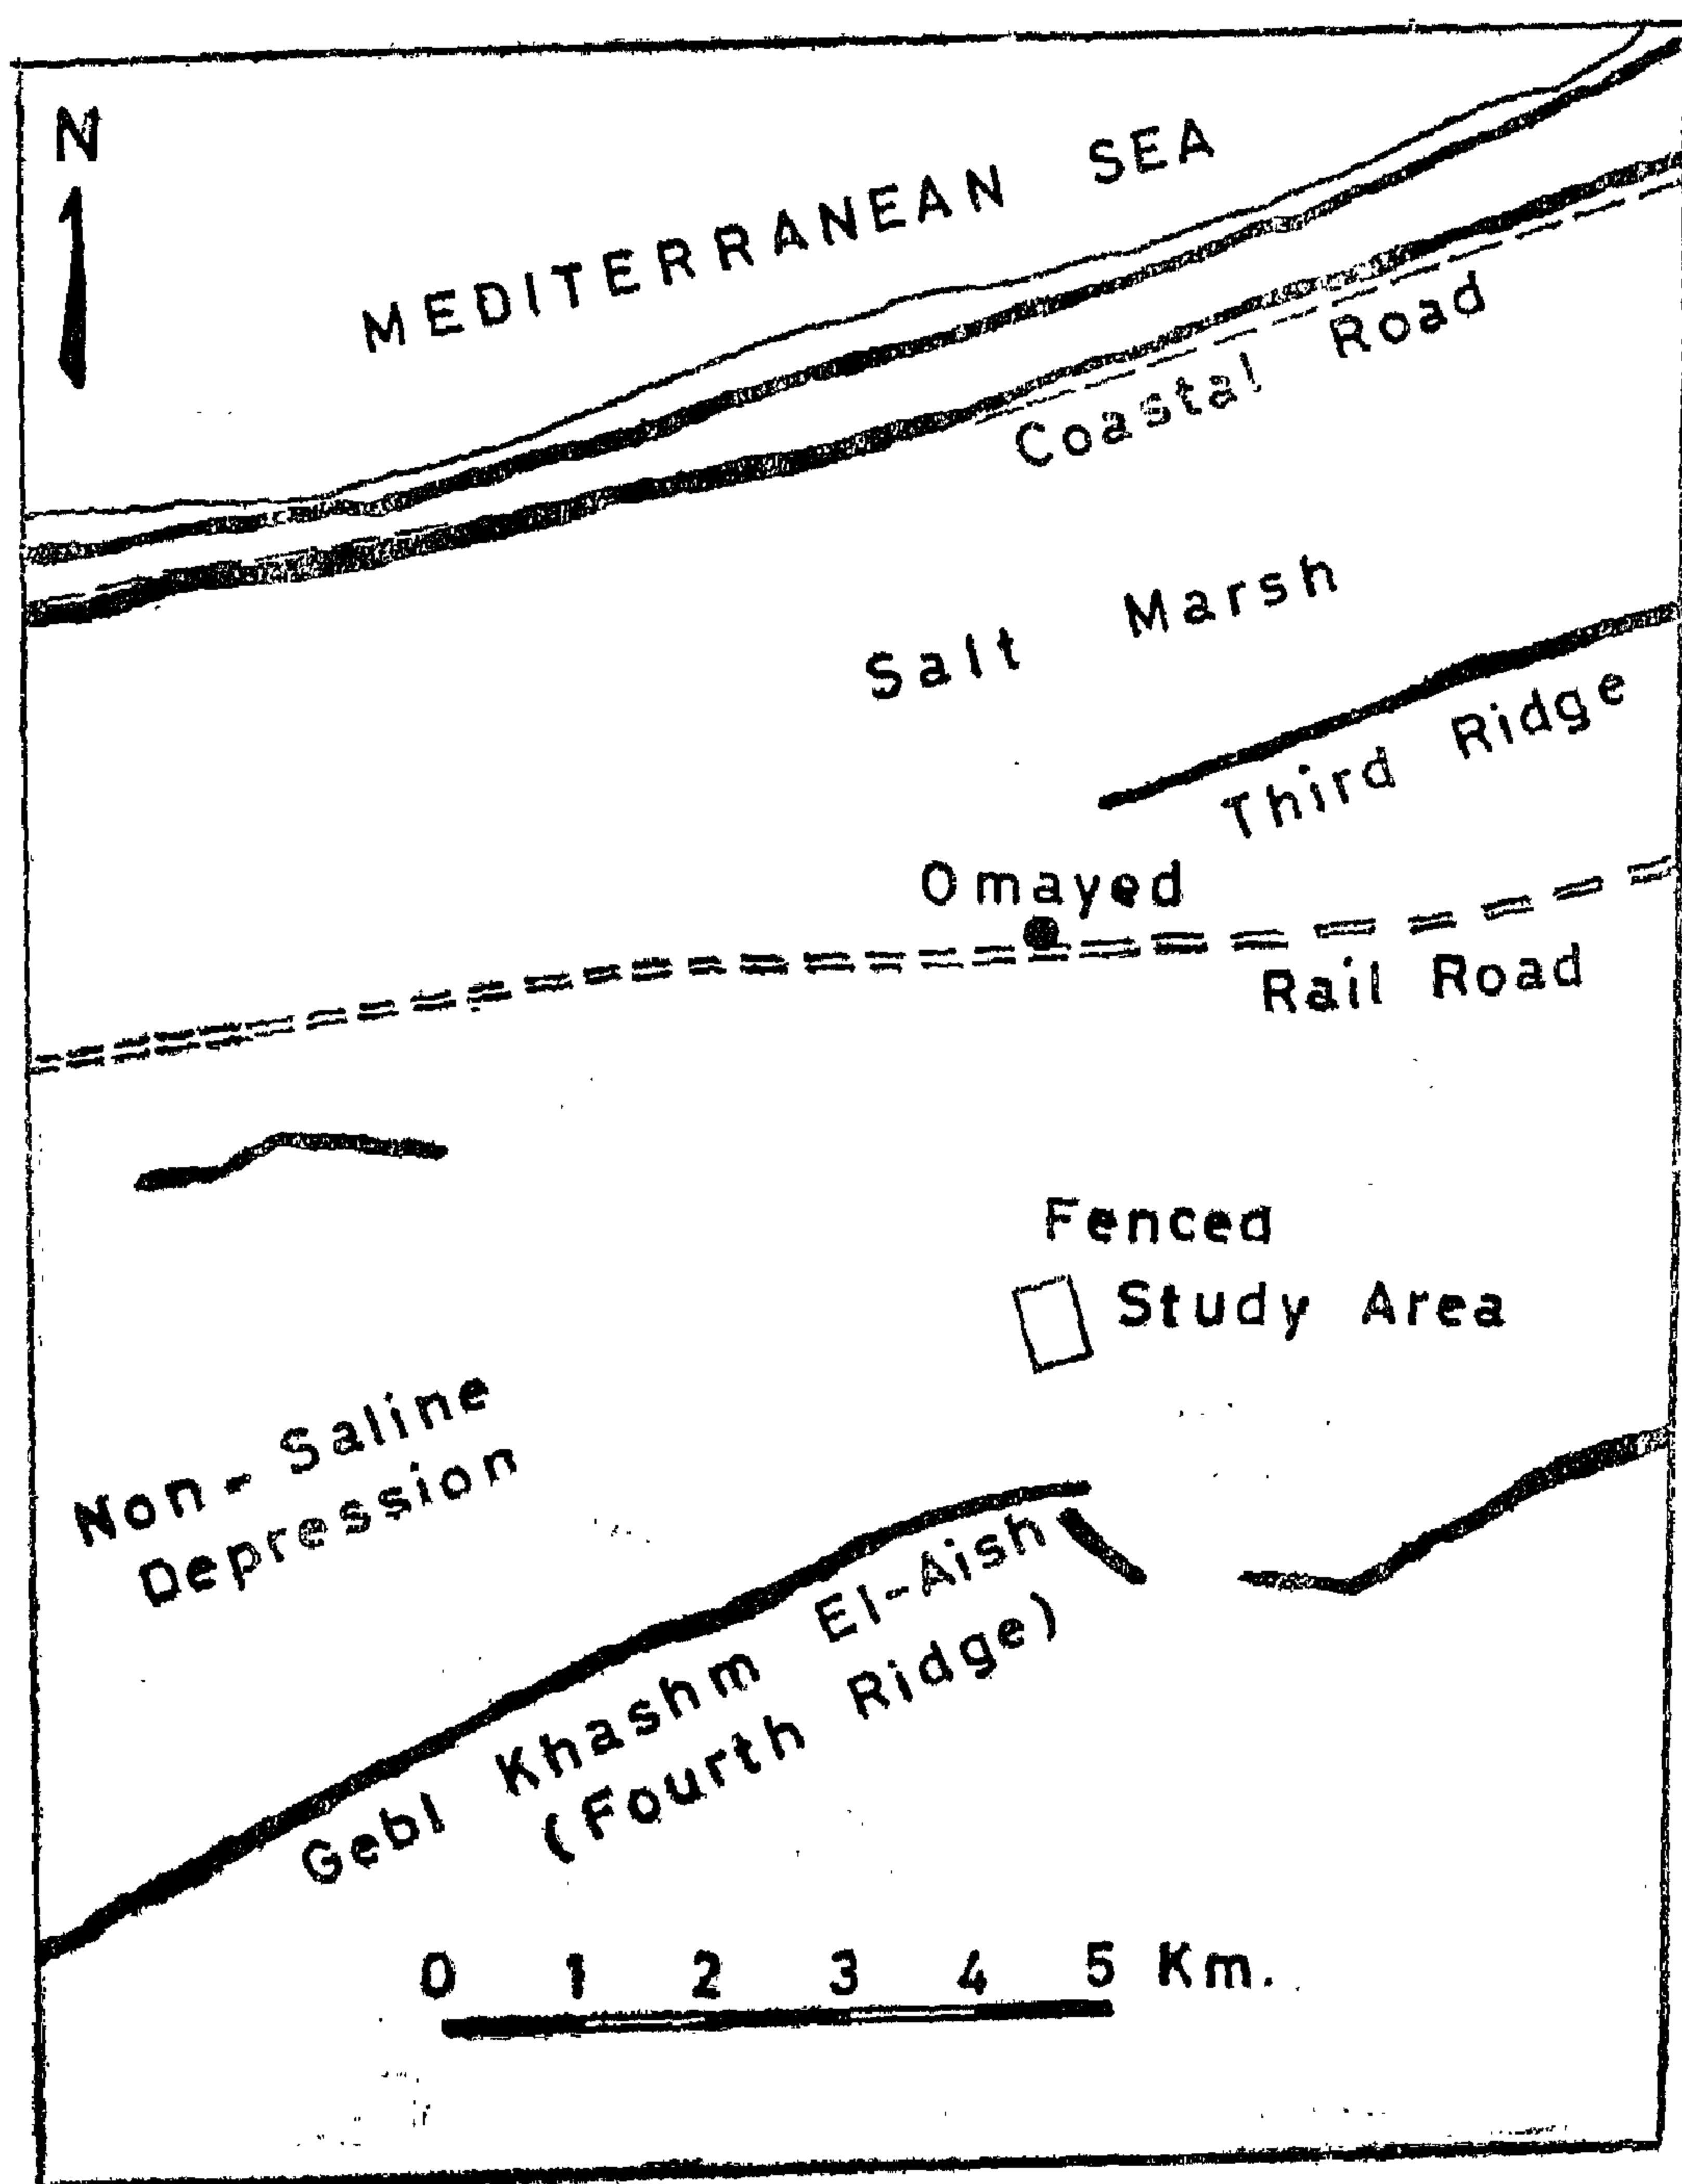 N
MEDITERRANEAN SEA
Coastal Road
Salt Marsh
Third Ridge
Omayed
Rail Road
Fenced
Study Area
Non-Saline
Depression
Gebl Khashm El-Aish
(Fourth Ridge)
0 1 2 3 4 5 Km.